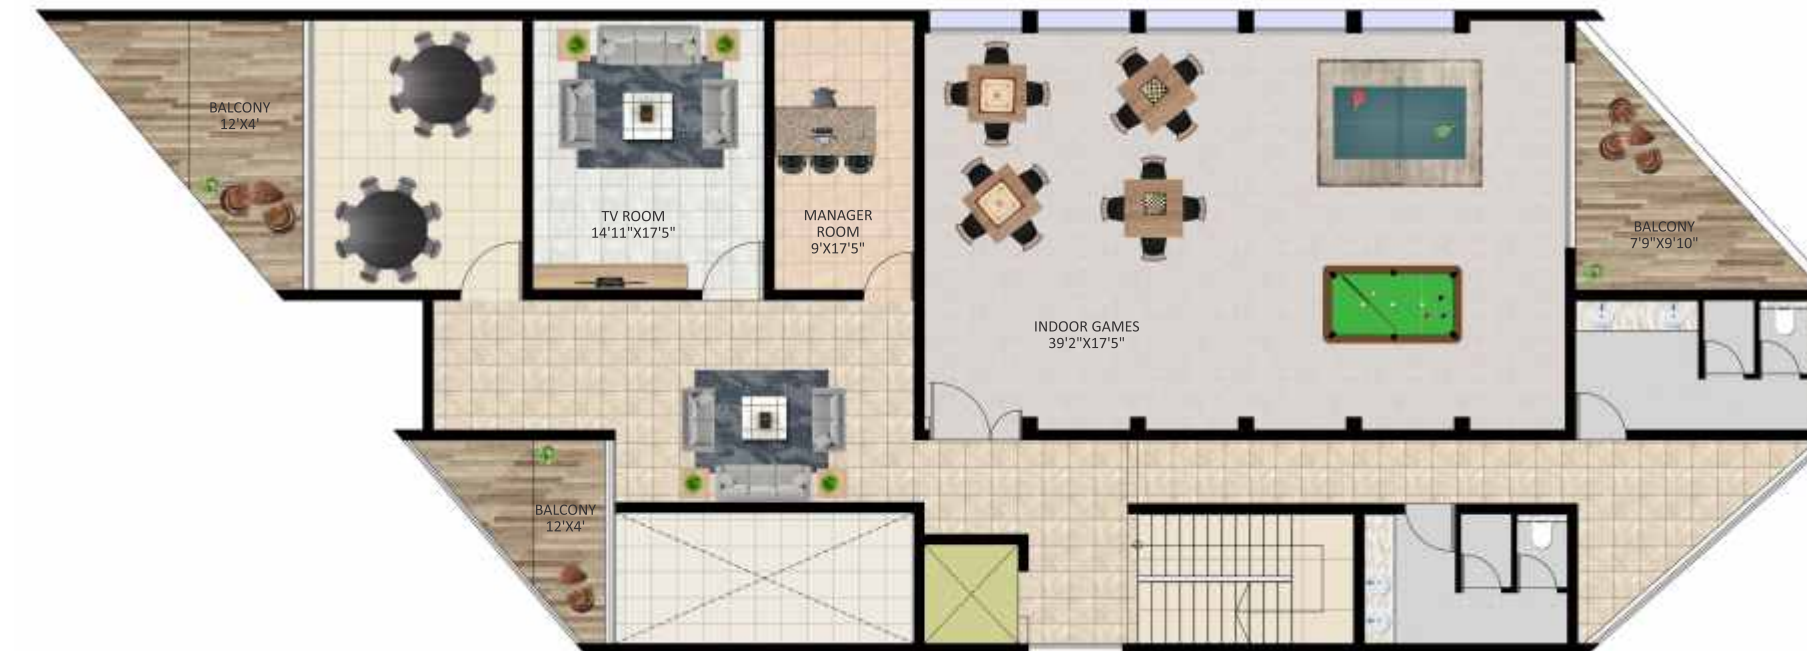 BALCONY
12'X4'
TV ROOM
14'11"X17'5"
MANAGER
ROOM
9'X17'5"
INDOOR GAMES
39'2"X17'5"
BALCONY
7'9"X9'10"
BALCONY
12'X4'